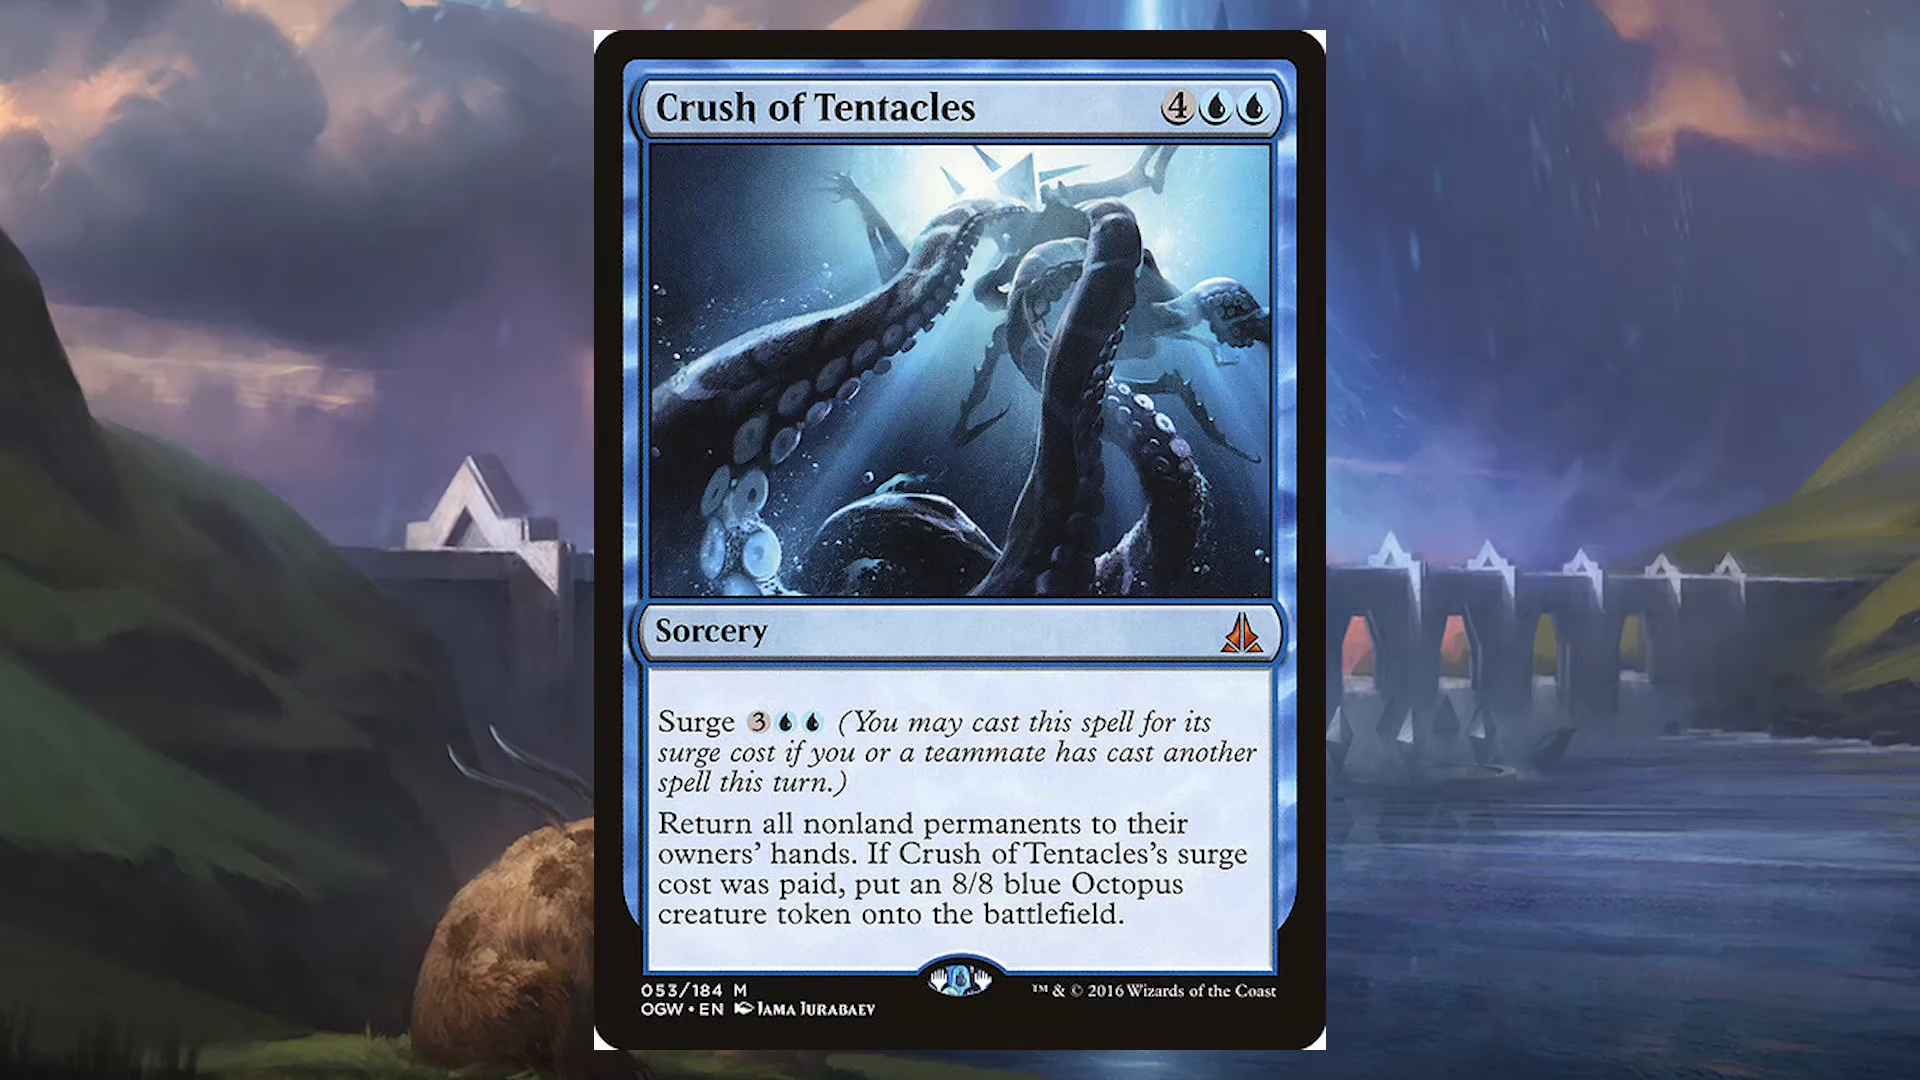 Crush of Tentacles 4
Sorcery
Surge 3 (You may cast this spell for its
surge cost if you or a teammate has cast another
spell this turn.)
Return all nonland permanents to their
owners' hands. If Crush of Tentacles's surge
cost was paid, put an 8/8 blue Octopus
creature token onto the battlefield.
053/184 M
OGW • EN Jama Jurabaev
™ & © 2016 Wizards of the Coast